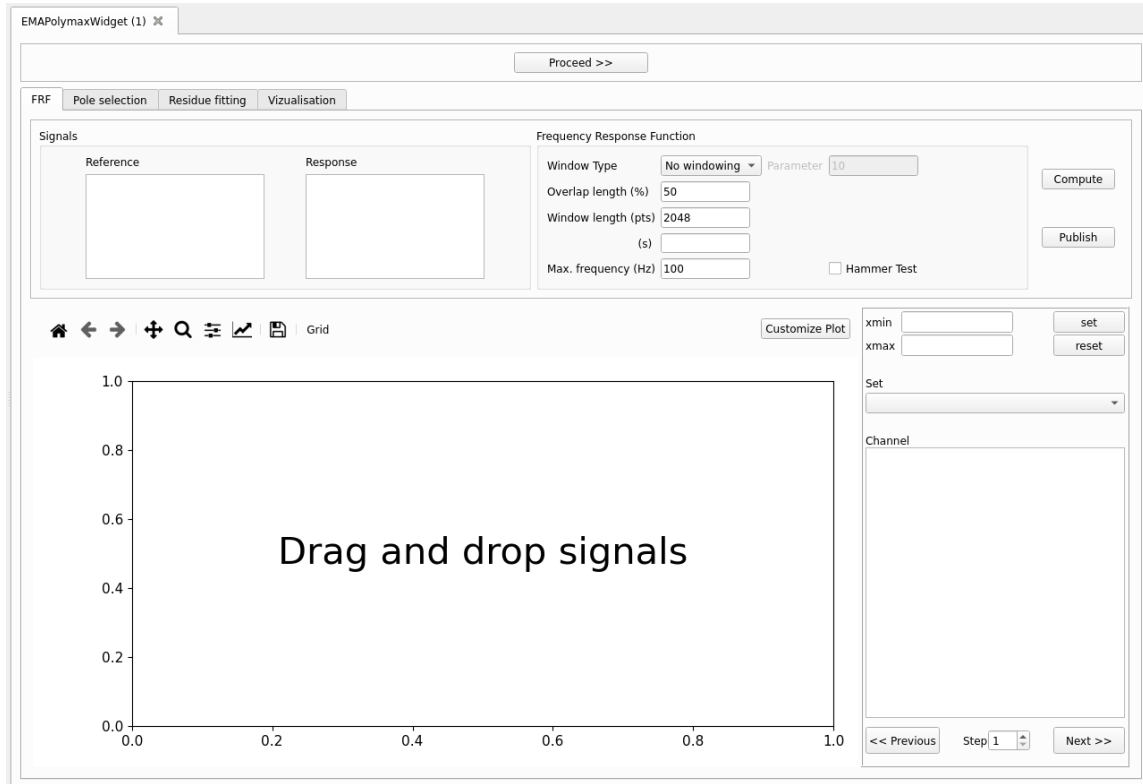 EMAPolymaxWidget (1)
Proceed >>
FRF Pole selection Residue fitting Vizualisation
Signals
Reference Response
Frequency Response Function
Window Type No windowing Parameter 10
Overlap length (%) 50
Window length (pts) 2048
(s)
Max. frequency (Hz) 100 Hammer Test
Compute
Publish
Grid Customize Plot
xmin set
xmax reset
Set
Channel
1.0
0.8
0.6
Drag and drop signals
0.4
0.2
0.0
0.0 0.2 0.4 0.6 0.8 1.0
<< Previous Step 1 Next >>